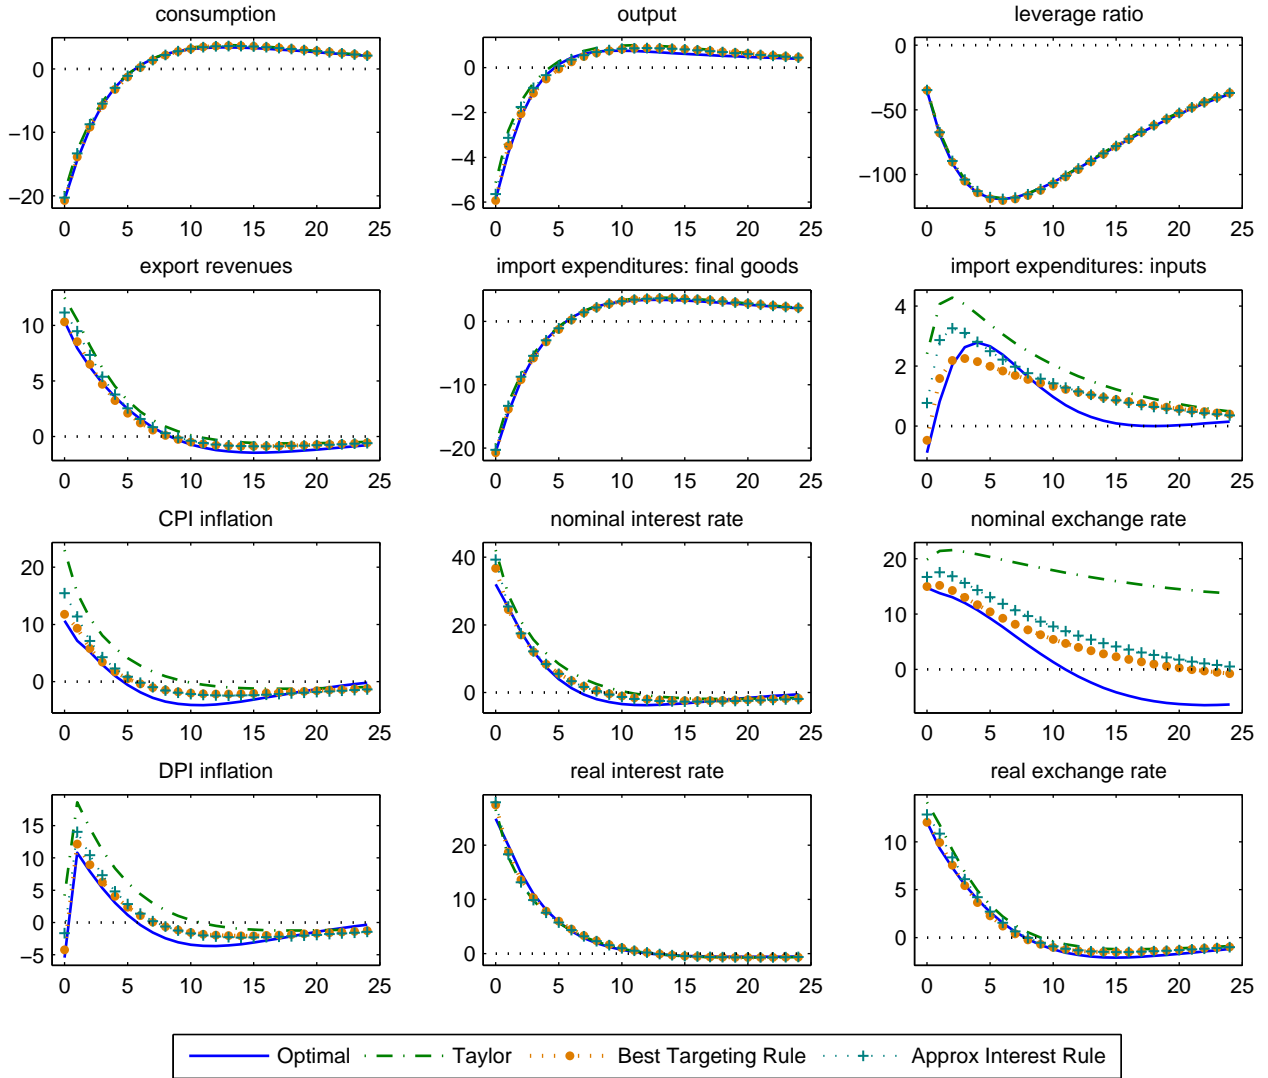 consumption
output
leverage ratio
0
−10
−20
0 5 10 15 20 25
0
−2
−4
−6
0 5 10 15 20 25
0
−50
−100
0 5 10 15 20 25
export revenues
import expenditures: final goods
import expenditures: inputs
10
5
0
0 5 10 15 20 25
0
−10
−20
0 5 10 15 20 25
4
2
0
0 5 10 15 20 25
CPI inflation
nominal interest rate
nominal exchange rate
20
10
0
0 5 10 15 20 25
40
20
0
0 5 10 15 20 25
20
10
0
0 5 10 15 20 25
DPI inflation
real interest rate
real exchange rate
15
10
5
0
−5
0 5 10 15 20 25
20
10
0
0 5 10 15 20 25
10
5
0
0 5 10 15 20 25
Optimal Taylor Best Targeting Rule Approx Interest Rule